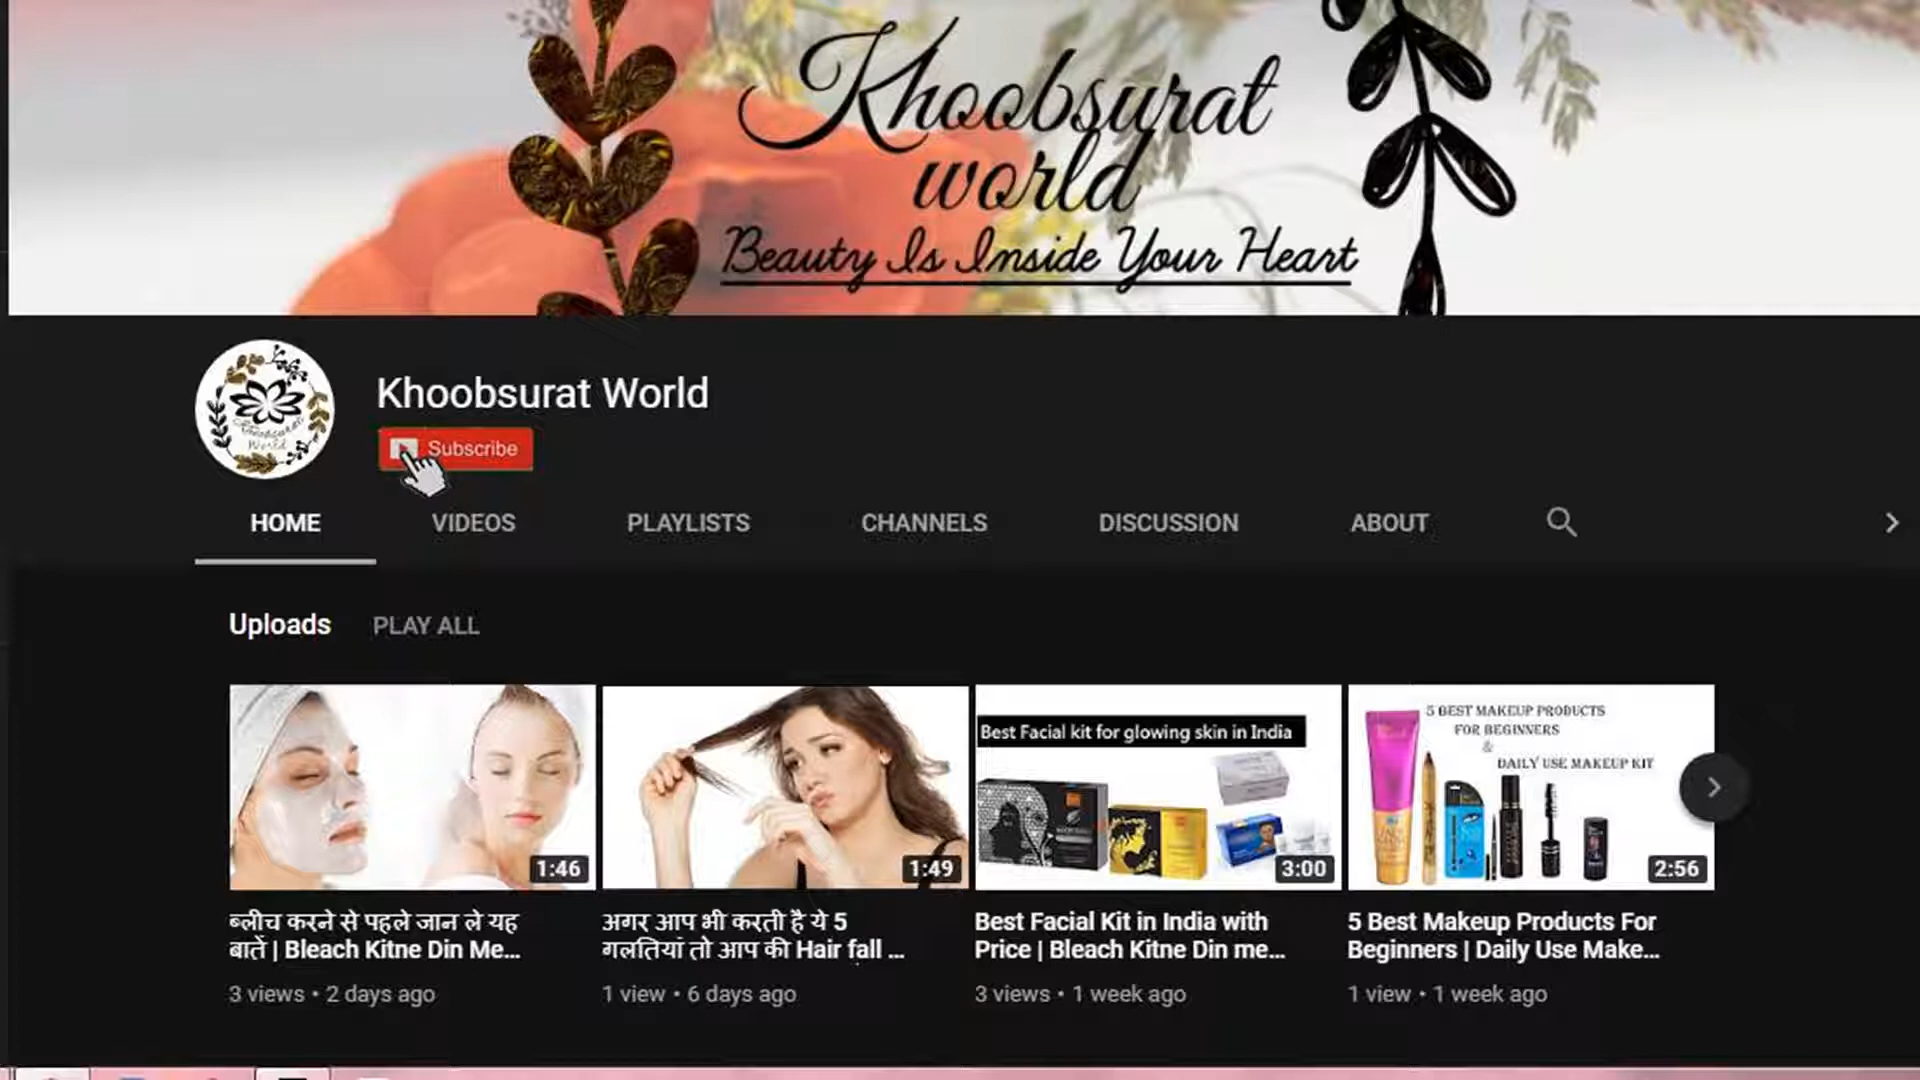 Khoobsurat
world
Beauty Is Inside Your Heart
Khoobsurat
World
Khoobsurat World
Subscribe
HOME VIDEOS PLAYLISTS CHANNELS DISCUSSION ABOUT
Uploads PLAY ALL
Best Facial kit for glowing skin in India
5 BEST MAKEUP PRODUCTS
FOR BEGINNERS
&
DAILY USE MAKEUP KIT
1:46
1:49
3:00
2:56
ब्लीच करने से पहले जान ले यह
बातें | Bleach Kitne Din Me...
3 views • 2 days ago
अगर आप भी करती है ये 5
गलतियां तो आप की Hair fall ...
1 view • 6 days ago
Best Facial Kit in India with
Price | Bleach Kitne Din me...
3 views • 1 week ago
5 Best Makeup Products For
Beginners | Daily Use Make...
1 view • 1 week ago